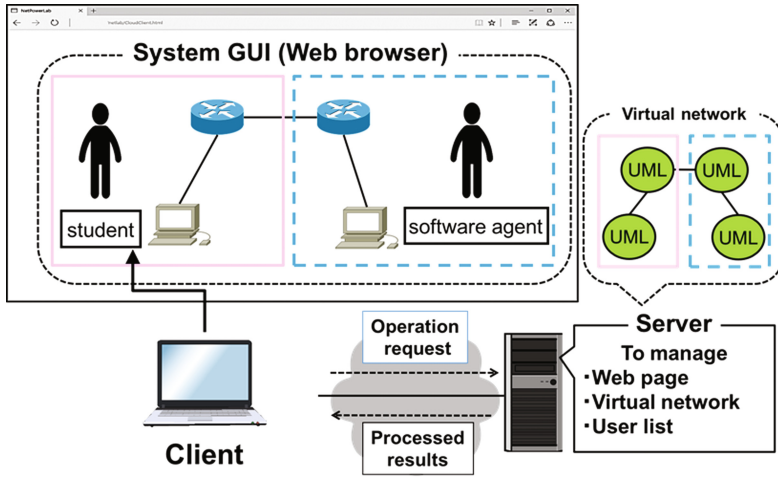 NetPowerLab
System GUI (Web browser)
student
software agent
Virtual network
UML
UML
UML
UML
Client
Operation
request
Processed
results
Server
To manage
・Web page
・Virtual network
・User list